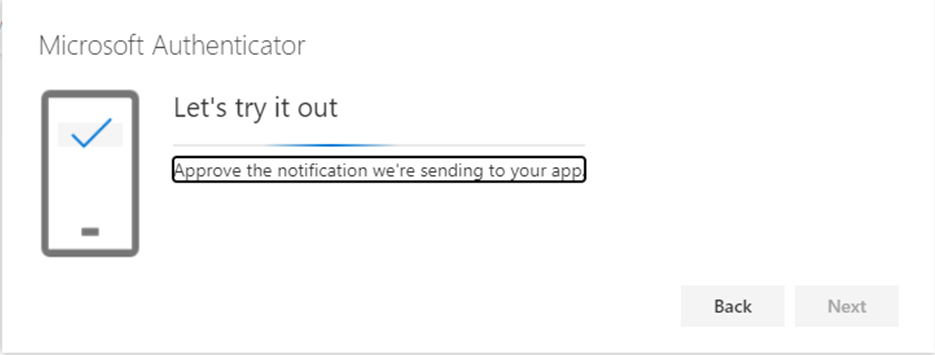 Microsoft Authenticator
Let's try it out
Approve the notification we're sending to your app.
Back
Next